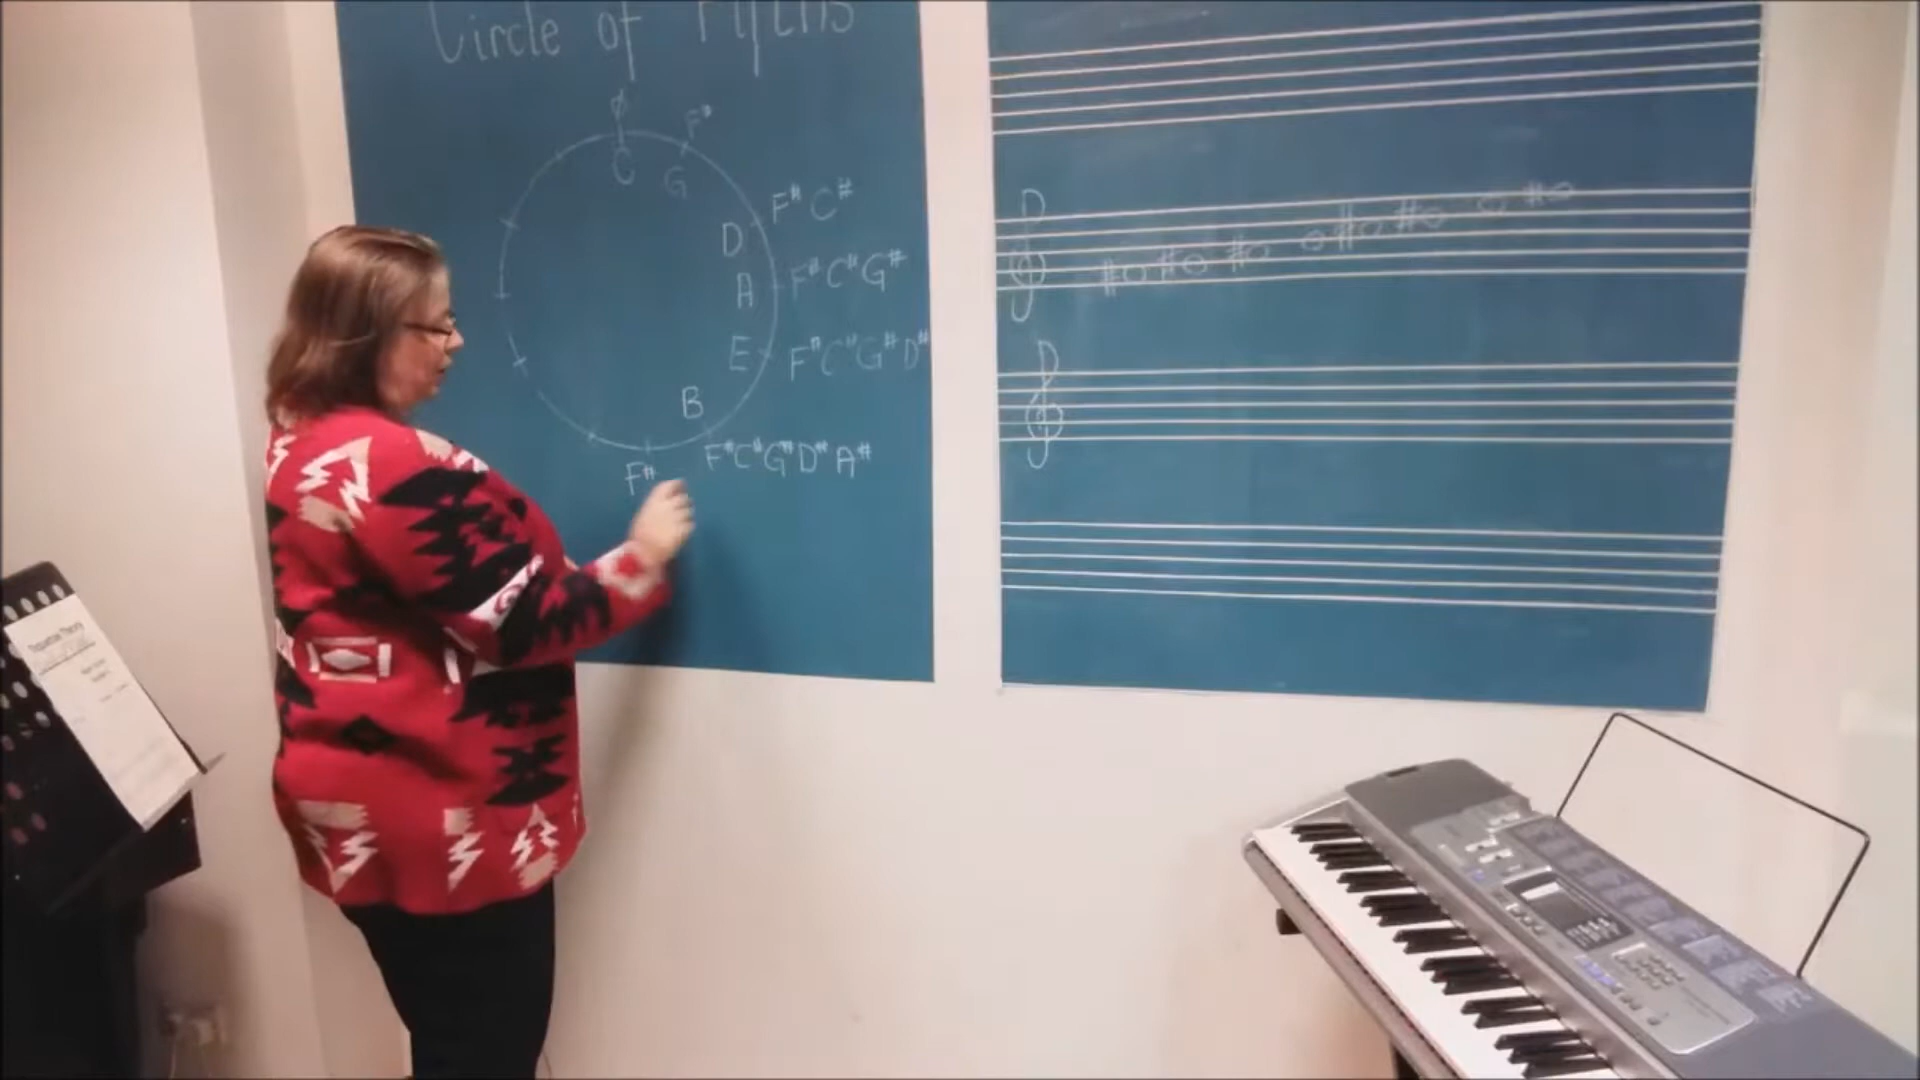 Circle of Fifths
Ø
F#
C
G
F# C#
D
A
F# C# G#
E
F# C# G# D#
B
F# C# G# D# A#
F#